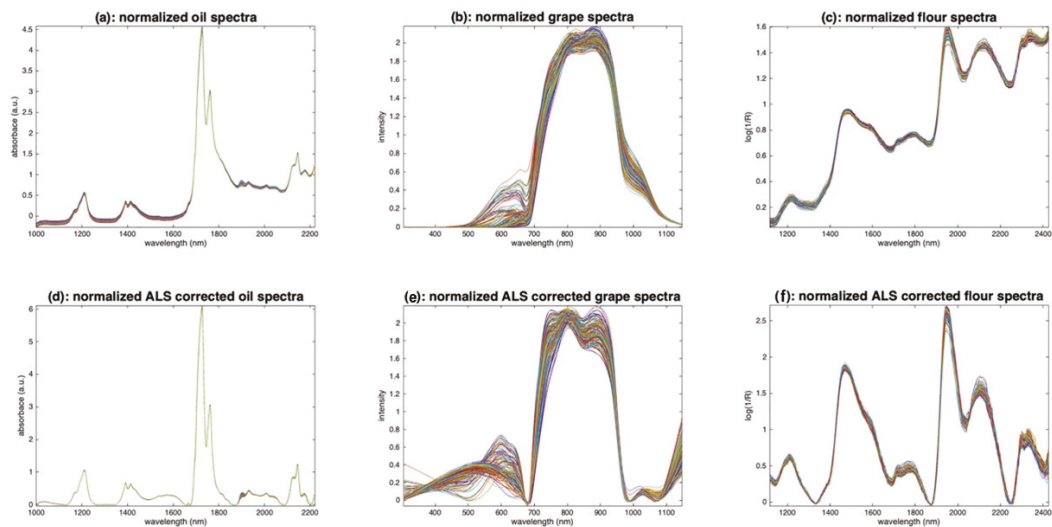 (a): normalized oil spectra
4.5
4
3.5
3
2.5
2
1.5
1
0.5
0
absorbace (a.u.)
1000 1200 1400 1600 1800 2000 2200
wavelength (nm)
(b): normalized grape spectra
2
1.8
1.6
1.4
1.2
1
0.8
0.6
0.4
0.2
0
intensity
400 500 600 700 800 900 1000 1100
wavelength (nm)
(c): normalized flour spectra
1.6
1.4
1.2
1
0.8
0.6
0.4
0.2
log(1/R)
1200 1400 1600 1800 2000 2200 2400
wavelength (nm)
(d): normalized ALS corrected oil spectra
6
5
4
3
2
1
0
absorbace (a.u.)
1000 1200 1400 1600 1800 2000 2200
wavelength (nm)
(e): normalized ALS corrected grape spectra
2
1.8
1.6
1.4
1.2
1
0.8
0.6
0.4
0.2
0
intensity
400 500 600 700 800 900 1000 1100
wavelength (nm)
(f): normalized ALS corrected flour spectra
2.5
2
1.5
1
0.5
0
log(1/R)
1200 1400 1600 1800 2000 2200 2400
wavelength (nm)